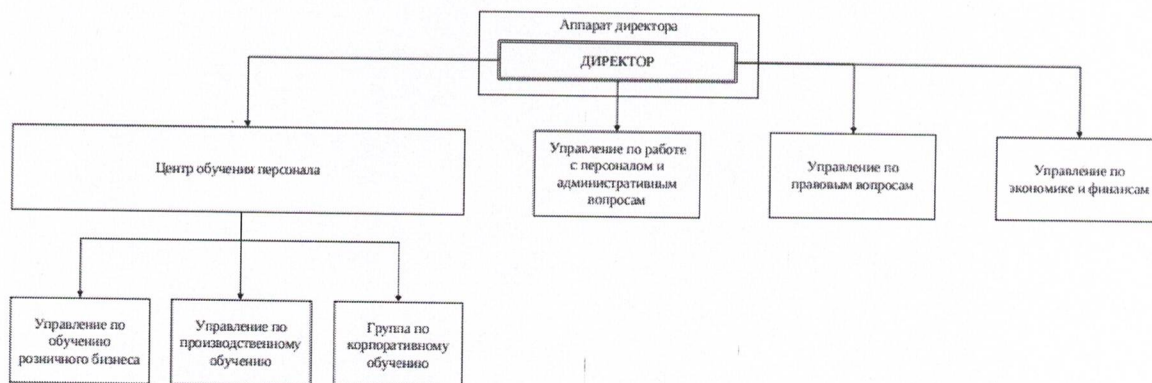 Аппарат директора
ДИРЕКТОР
Центр обучения персонала
Управление по работе
с персоналом и
административным
вопросам
Управление по
правовым вопросам
Управление по
экономике и финансам
Управление по
обучению
розничного бизнеса
Управление по
производственному
обучению
Группа по
корпоративному
обучению